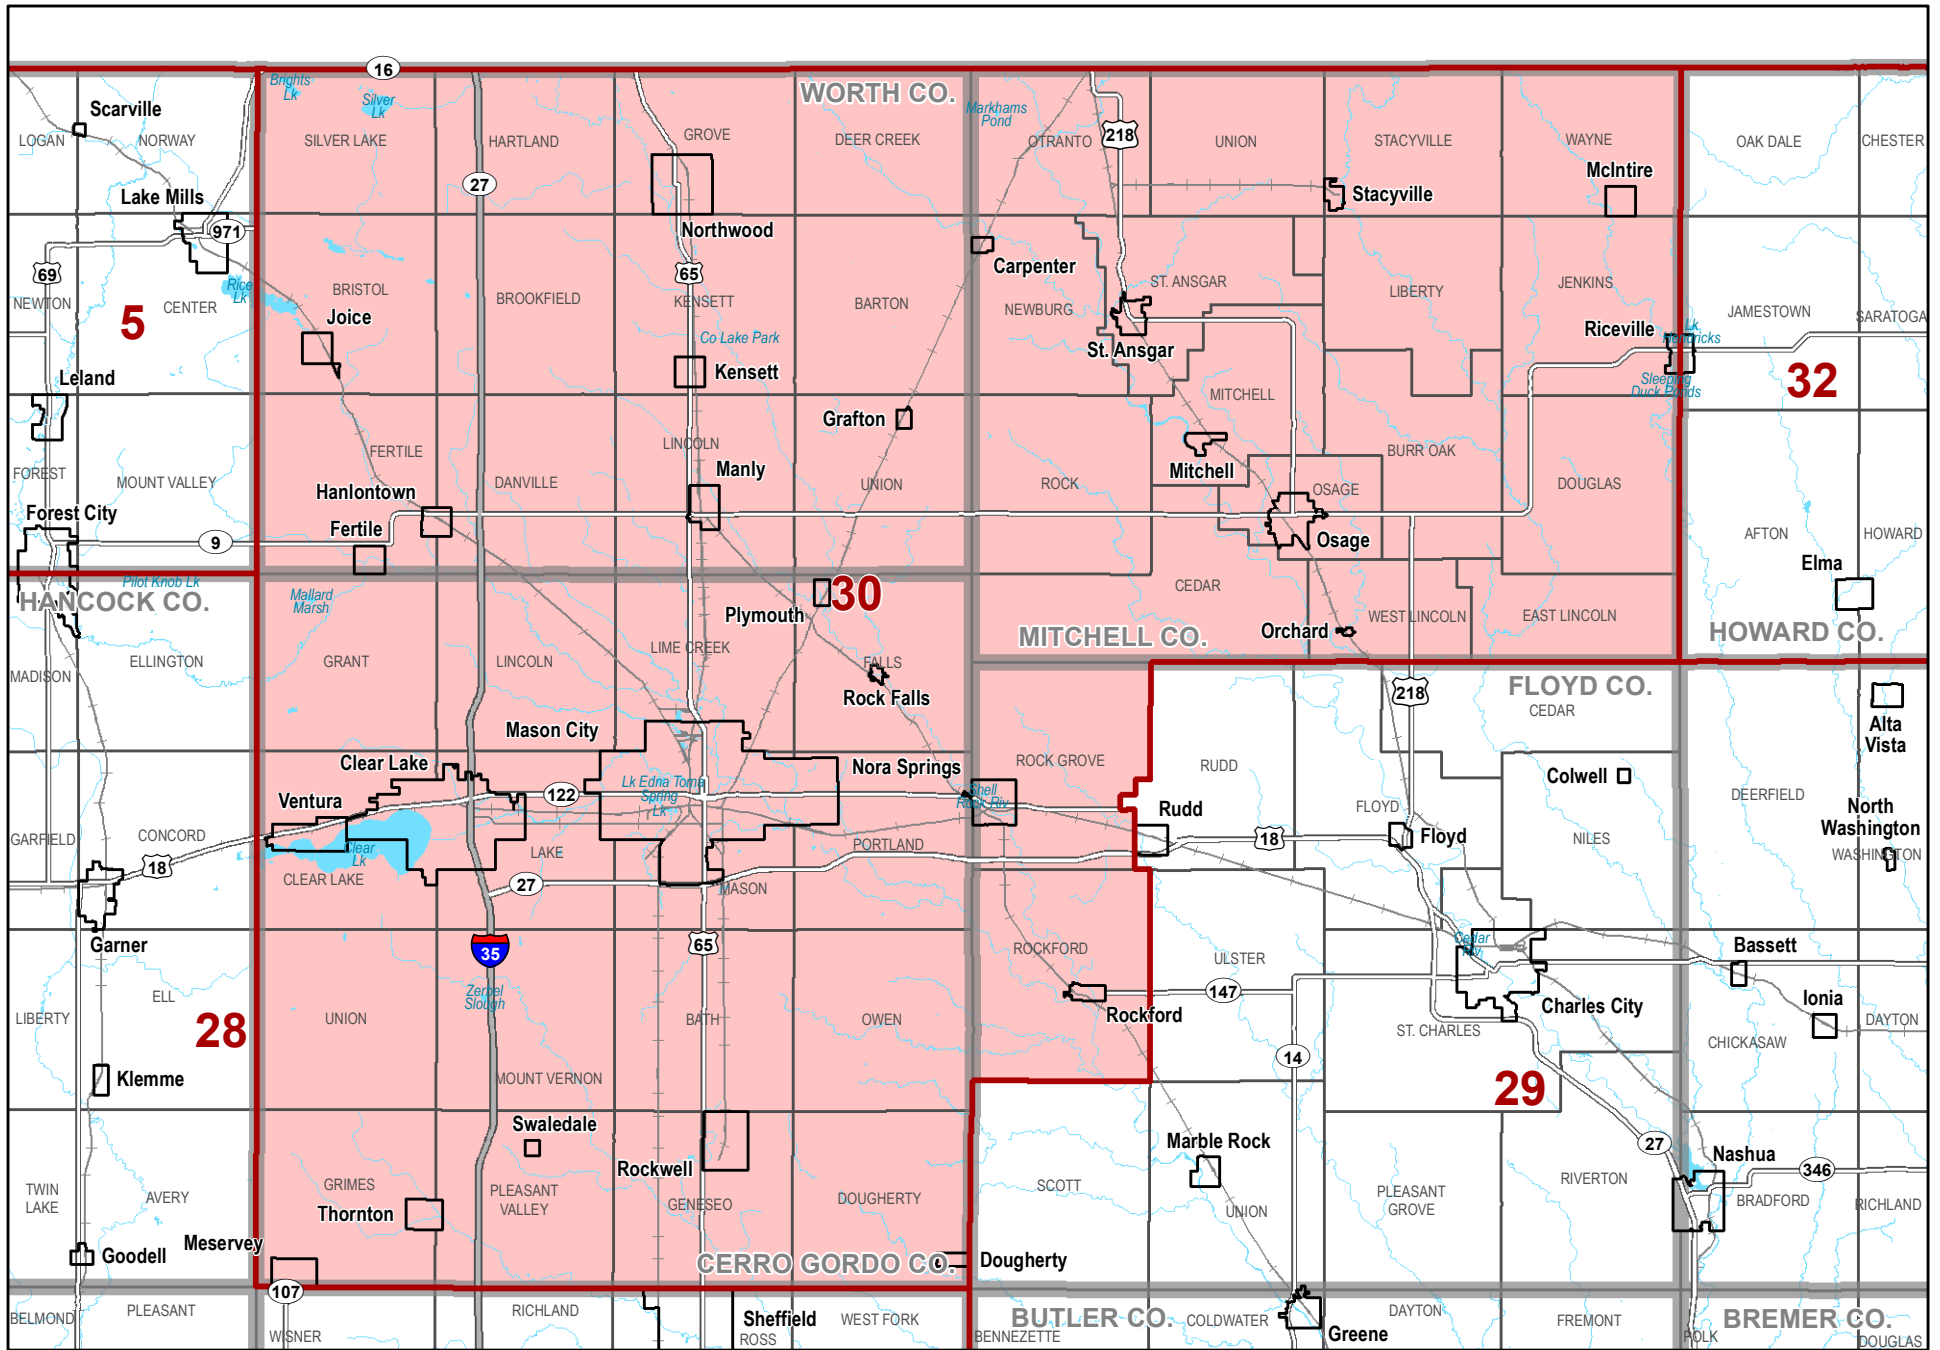 16
Brights
Lk
Silver
Lk
WORTH CO.
Markhams
Pond
Scarville
LOGAN
NORWAY
SILVER LAKE
HARTLAND
GROVE
DEER CREEK
OTRANTO
218
UNION
STACYVILLE
WAYNE
OAK DALE
CHESTER
27
McIntire
Stacyville
Lake Mills
971
Northwood
Carpenter
69
65
Rice
Lk
NEWTON
CENTER
5
BRISTOL
BROOKFIELD
KENSETT
BARTON
NEWBURG
ST. ANSGAR
LIBERTY
JENKINS
JAMESTOWN
SARATOGA
Joice
Co Lake Park
Riceville
Lk
Hendricks
St. Ansgar
Kensett
Leland
Sleeping
Duck Ponds
32
MITCHELL
Grafton
FERTILE
LINCOLN
BURR OAK
FOREST
MOUNT VALLEY
Manly
Mitchell
Hanlontown
DANVILLE
UNION
ROCK
OSAGE
DOUGLAS
Forest City
Fertile
9
Osage
AFTON
HOWARD
Elma
Pilot Knob Lk
HANCOCK CO.
Mallard
Marsh
30
Plymouth
CEDAR
WEST LINCOLN
EAST LINCOLN
Orchard
MITCHELL CO.
HOWARD CO.
ELLINGTON
GRANT
LINCOLN
LIME CREEK
FALLS
MADISON
Rock Falls
218
FLOYD CO.
CEDAR
Alta
Vista
Mason City
Clear Lake
Nora Springs
ROCK GROVE
RUDD
Colwell
Ventura
122
Lk Edna Toma
Spring
Lk
Shell
Rock Riv
Rudd
FLOYD
DEERFIELD
North
Washington
GARFIELD
CONCORD
18
Clear
Lk
LAKE
PORTLAND
18
Floyd
NILES
WASHINGTON
CLEAR LAKE
27
MASON
Garner
35
65
ROCKFORD
ULSTER
Cedar
Riv
Bassett
ELL
Zerbel
Slough
147
Ionia
LIBERTY
28
UNION
BATH
OWEN
Rockford
Charles City
ST. CHARLES
DAYTON
CHICKASAW
14
Klemme
MOUNT VERNON
29
Swaledale
Marble Rock
27
Nashua
Rockwell
346
TWIN
LAKE
AVERY
GRIMES
PLEASANT
VALLEY
GENESEO
DOUGHERTY
SCOTT
UNION
PLEASANT
GROVE
RIVERTON
BRADFORD
RICHLAND
Thornton
Meservey
Goodell
CERRO GORDO CO.
Dougherty
107
BELMOND
PLEASANT
WISNER
RICHLAND
Sheffield
ROSS
WEST FORK
BUTLER CO.
BENNEZETTE
COLDWATER
Greene
DAYTON
FREMONT
POLK
BREMER CO.
DOUGLAS